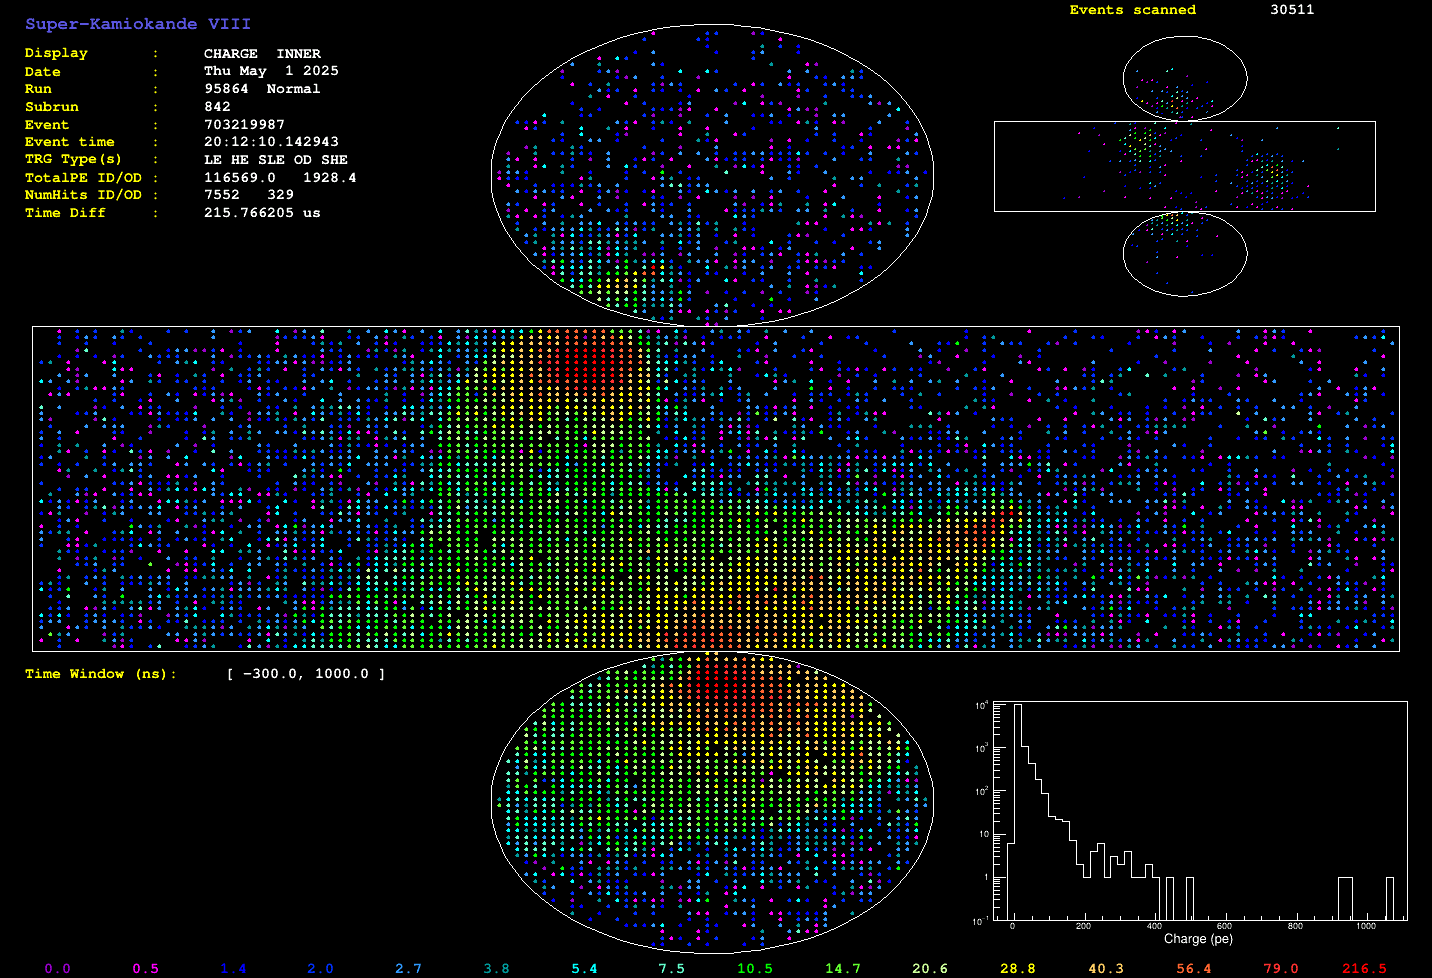 Super-Kamiokande VIII
Display : CHARGE INNER
Date : Thu May 1 2025
Run : 95864 Normal
Subrun : 842
Event : 703219987
Event time : 20:12:10.142943
TRG Type(s) : LE HE SLE OD SHE
TotalPE ID/OD : 116569.0 1928.4
NumHits ID/OD : 7552 329
Time Diff : 215.766205 us
Events scanned 30511
Time Window (ns): [ -300.0, 1000.0 ]
10^4
10^3
10^2
10
1
10^-1
0 200 400 600 800 1000
Charge (pe)
0.0 0.5 1.4 2.0 2.7 3.8 5.4 7.5 10.5 14.7 20.6 28.8 40.3 56.4 79.0 216.5